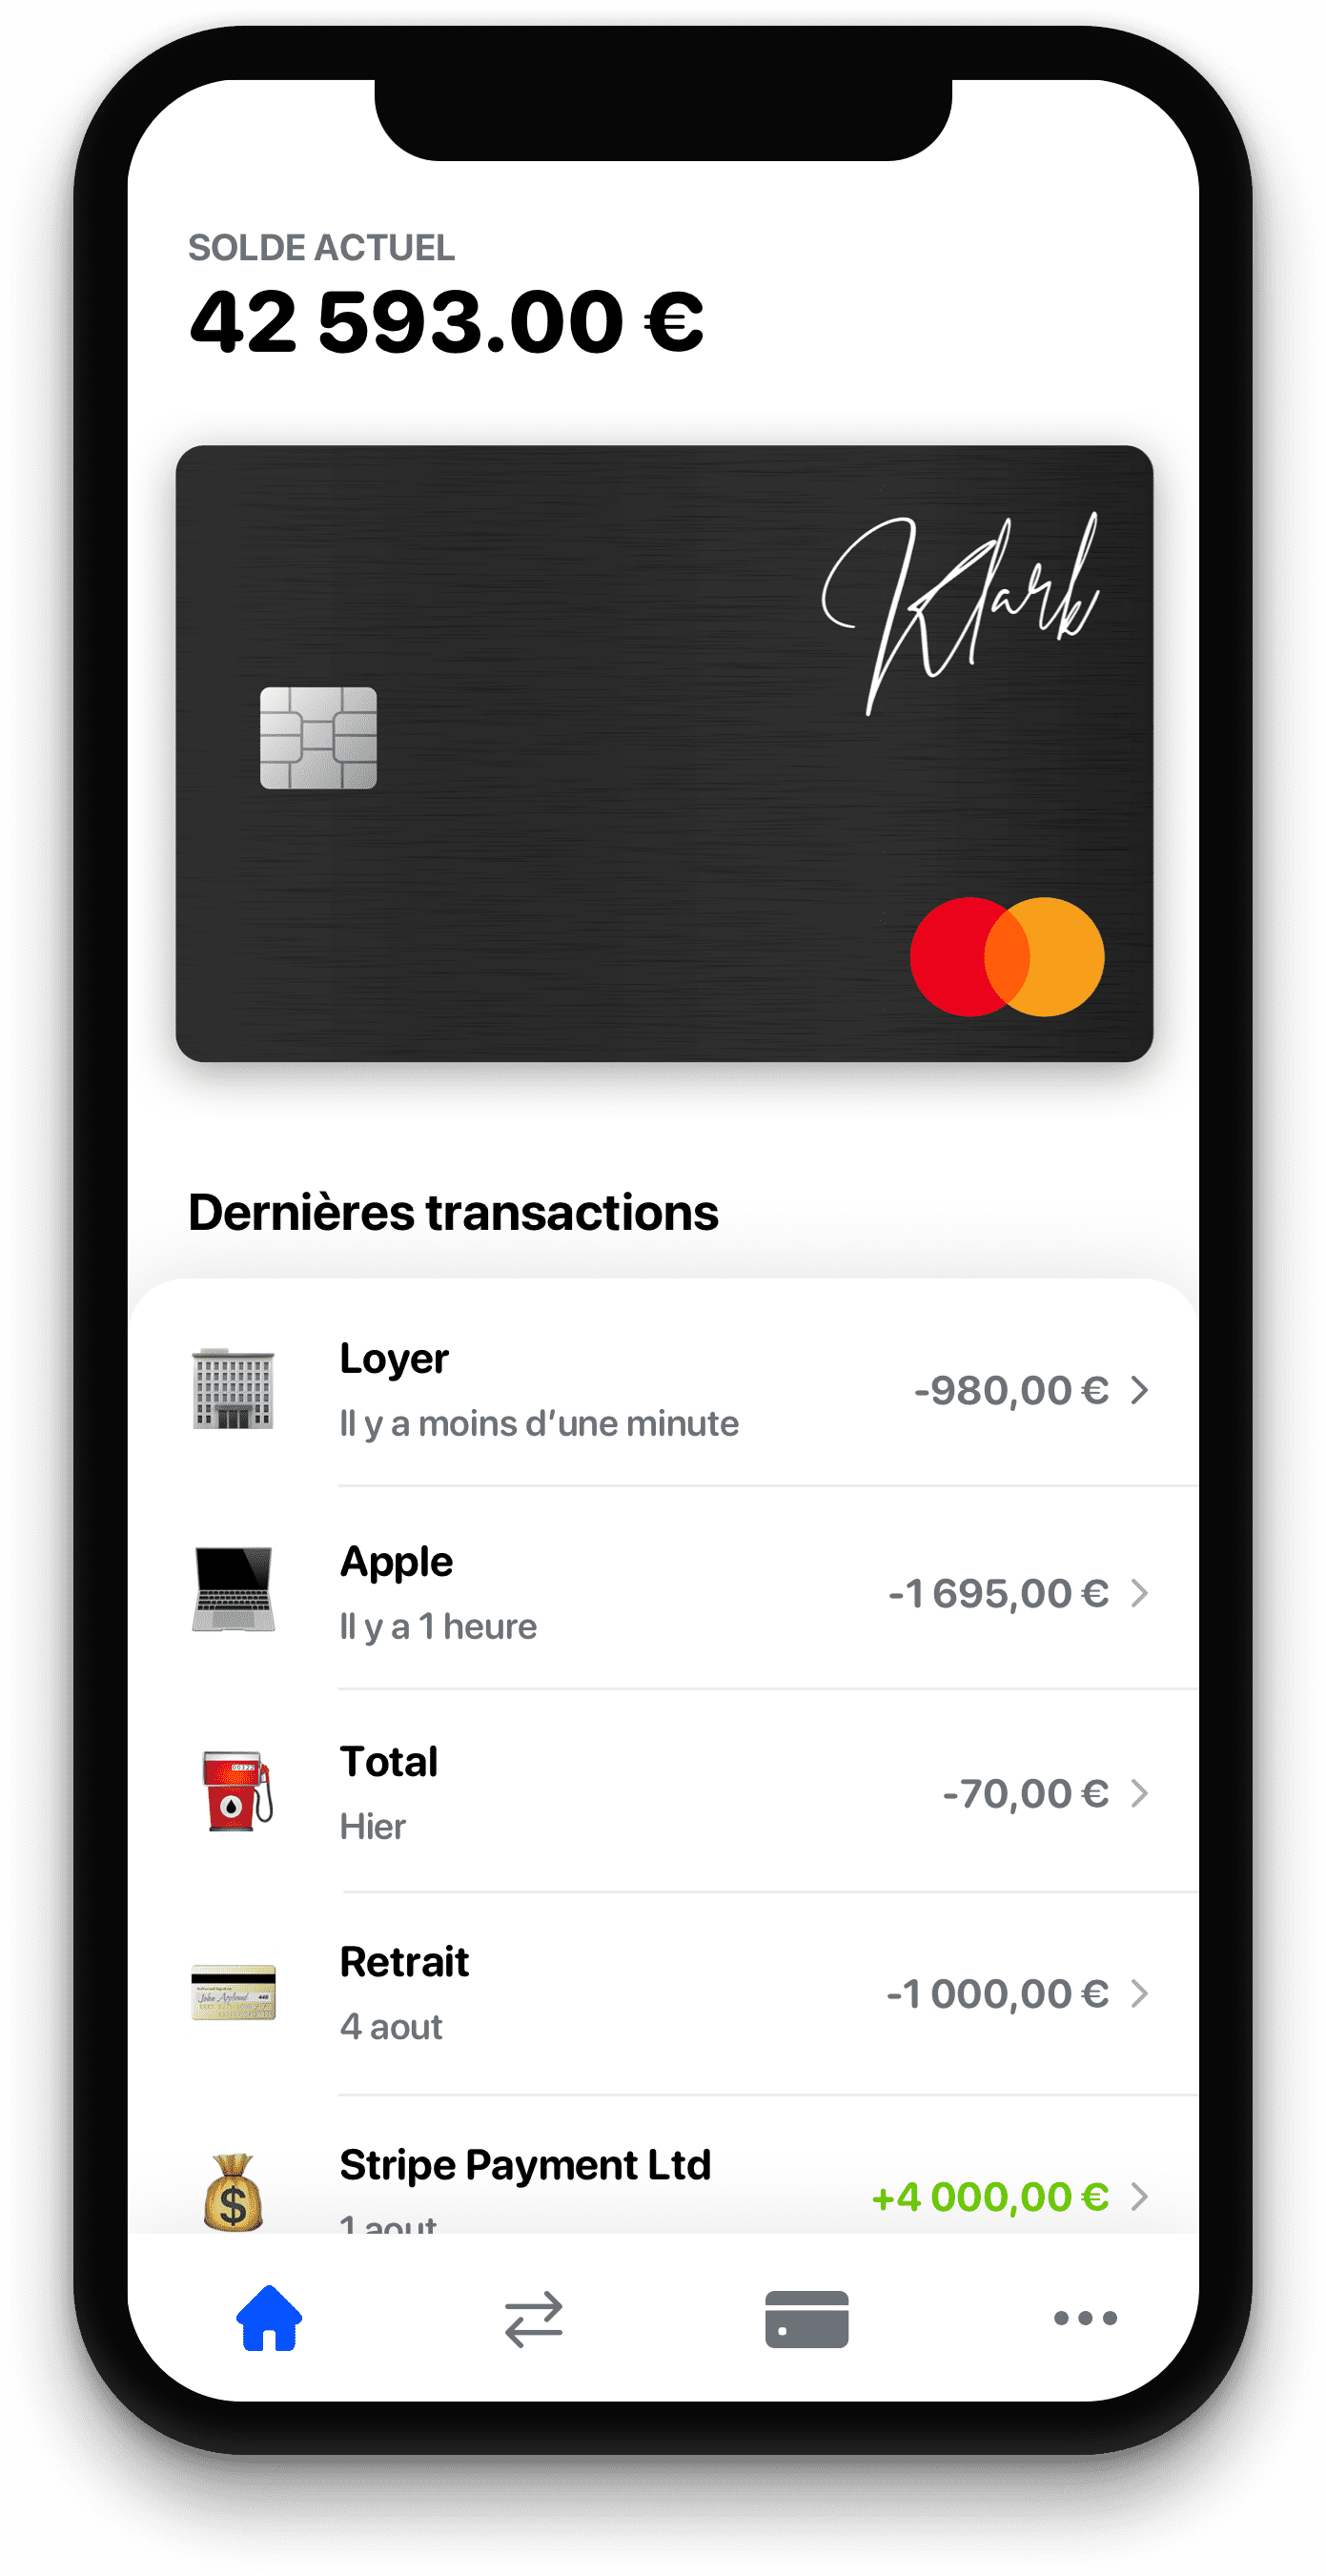 SOLDE ACTUEL
42 593.00 €
Klark
Dernières transactions
Loyer
Il y a moins d’une minute
-980,00 €
Apple
Il y a 1 heure
-1 695,00 €
Total
Hier
-70,00 €
Retrait
4 aout
-1 000,00 €
Stripe Payment Ltd
1 aout
+4 000,00 €